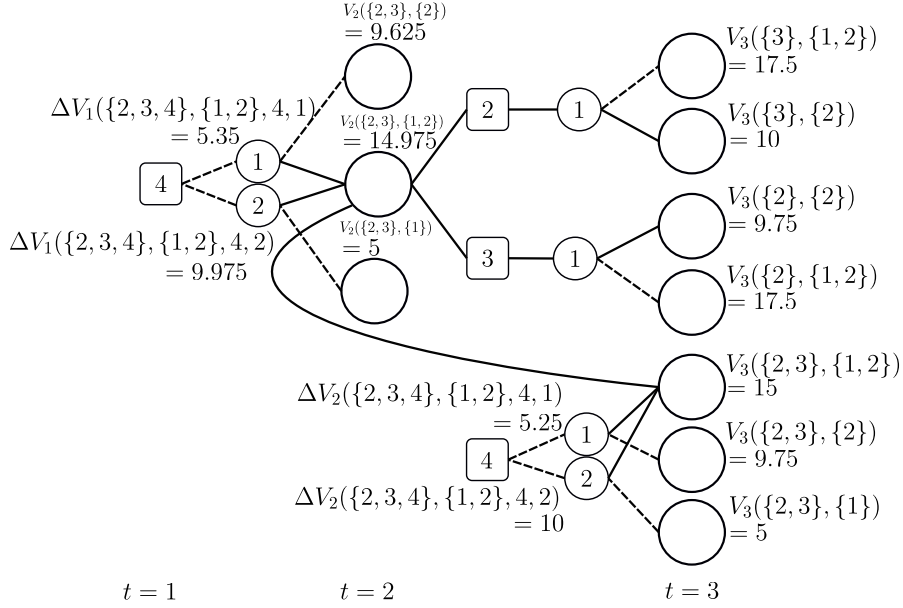 V₂({2,3},{2})
= 9.625
V₃({3},{1,2})
= 17.5
2
1
ΔV₁({2,3,4},{1,2},4,1)
= 5.35
V₂({2,3},{1,2})
= 14.975
V₃({3},{2})
= 10
1
4
2
V₃({2},{2})
= 9.75
V₂({2,3},{1})
= 5
ΔV₁({2,3,4},{1,2},4,2)
= 9.975
3
1
V₃({2},{1,2})
= 17.5
V₃({2,3},{1,2})
= 15
ΔV₂({2,3,4},{1,2},4,1)
= 5.25
1
V₃({2,3},{2})
= 9.75
4
2
ΔV₂({2,3,4},{1,2},4,2)
= 10
V₃({2,3},{1})
= 5
t = 1
t = 2
t = 3